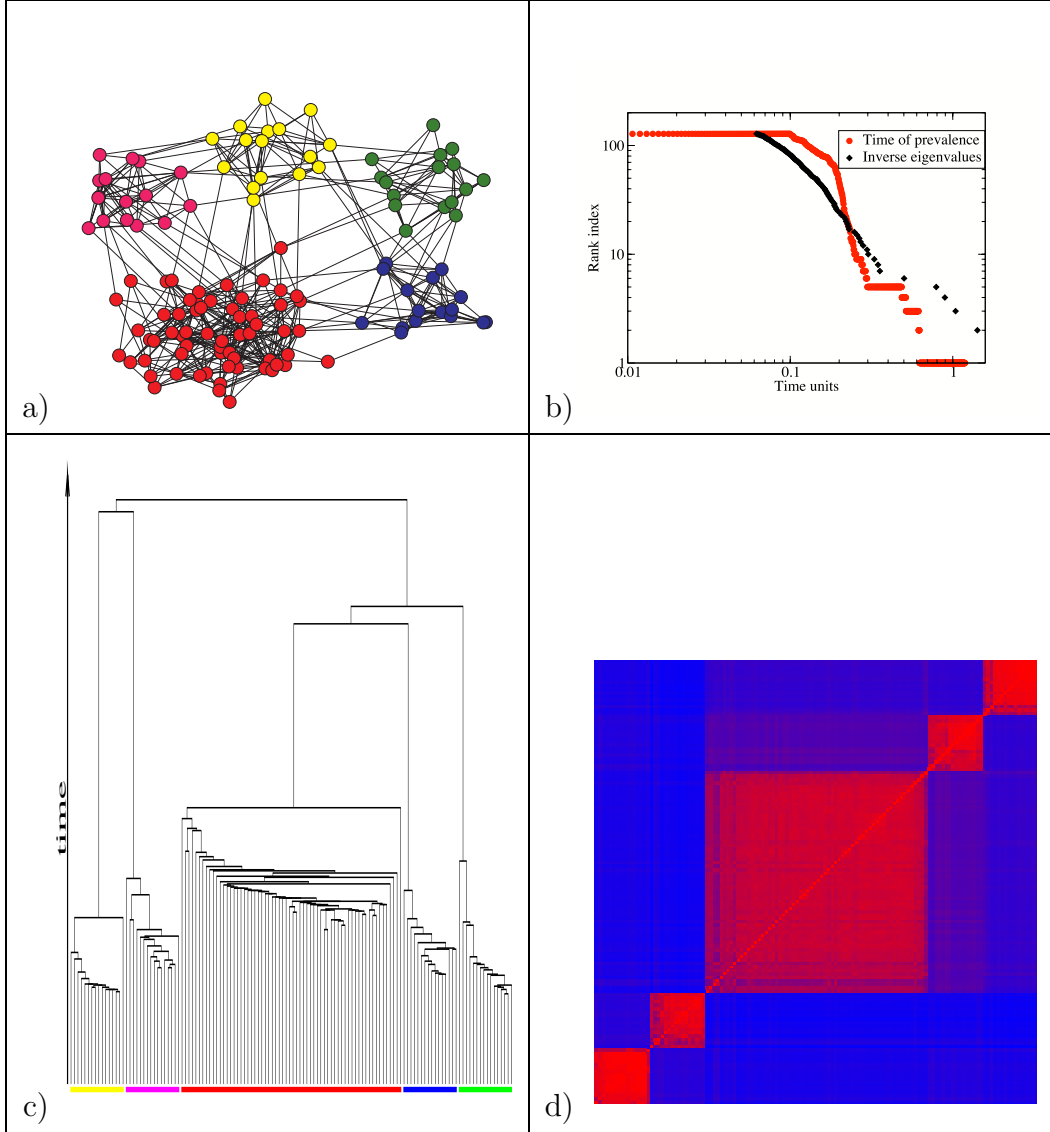 a)
100
10
1
Rank index
Time of prevalence
Inverse eigenvalues
0.01
0.1
1
Time units
b)
time
c)
d)